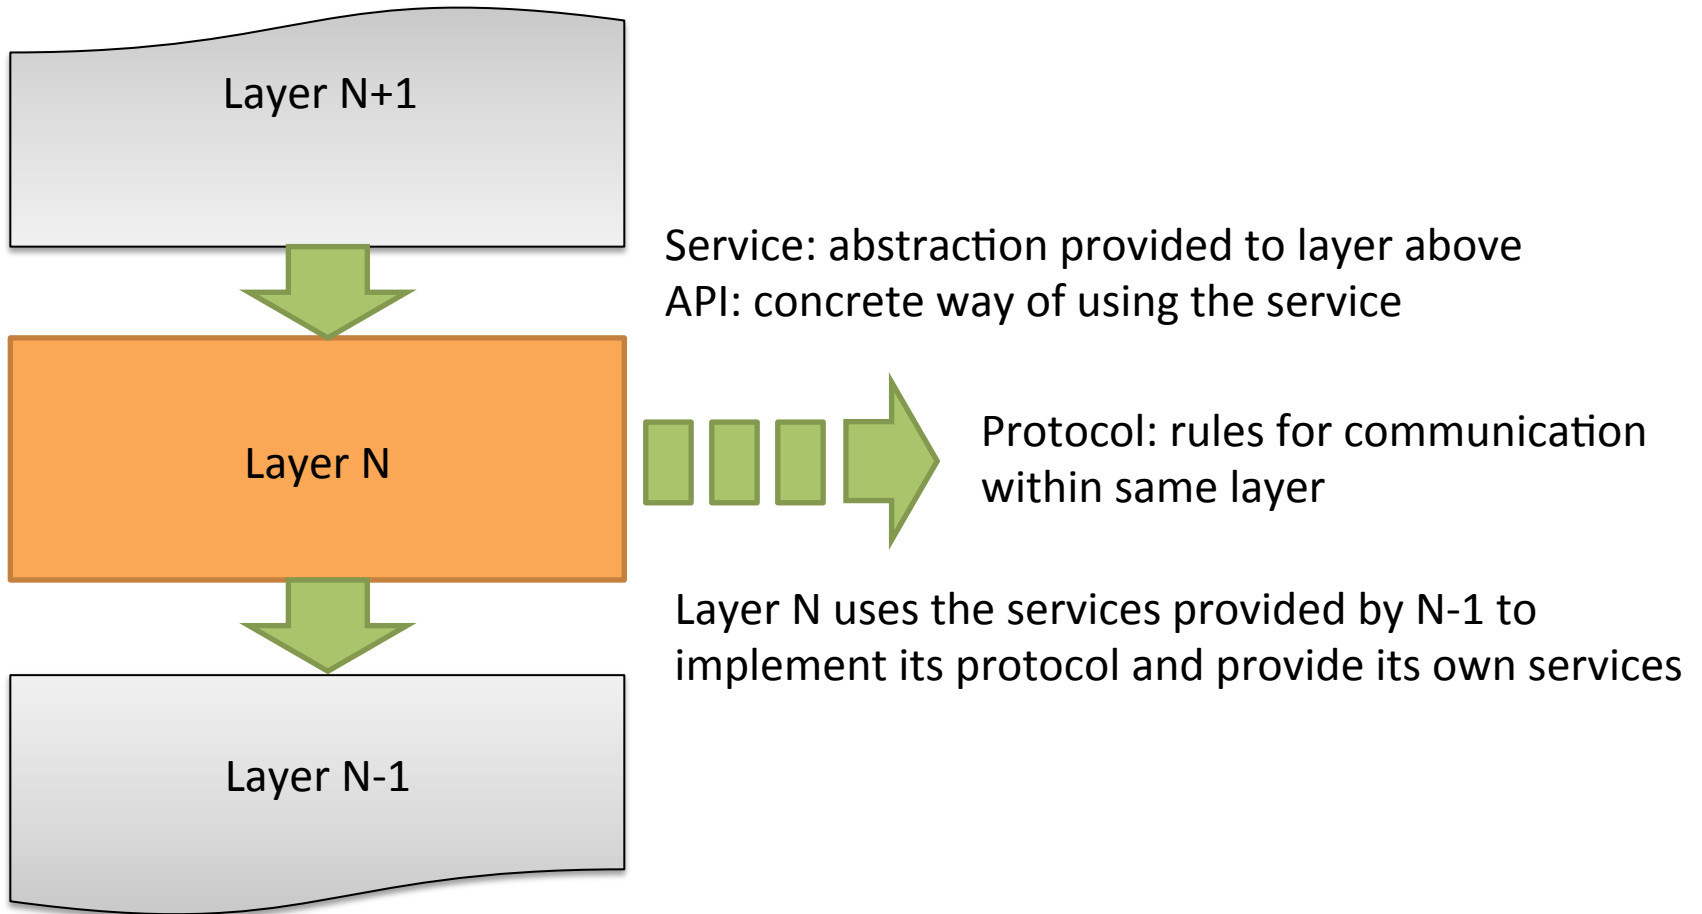 Layer N+1
Service: abstraction provided to layer above
API: concrete way of using the service
Layer N
Protocol: rules for communication
within same layer
Layer N uses the services provided by N-1 to
implement its protocol and provide its own services
Layer N-1